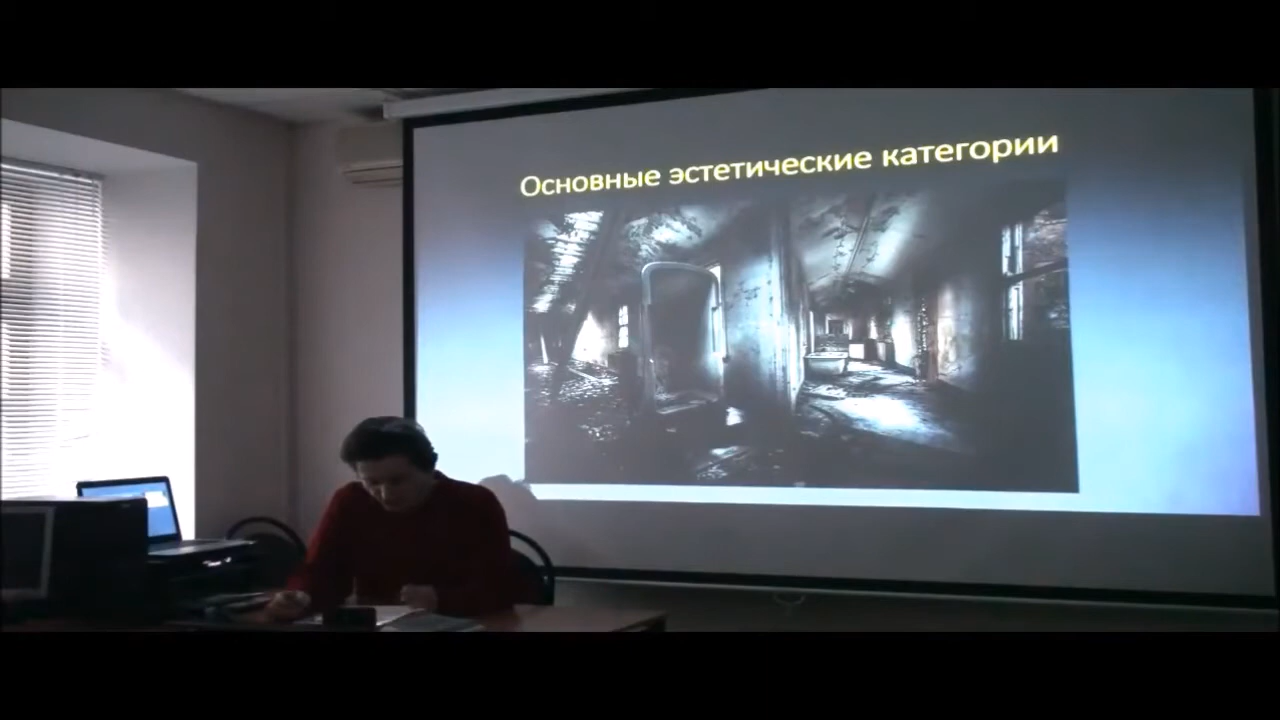 Основные эстетические категории